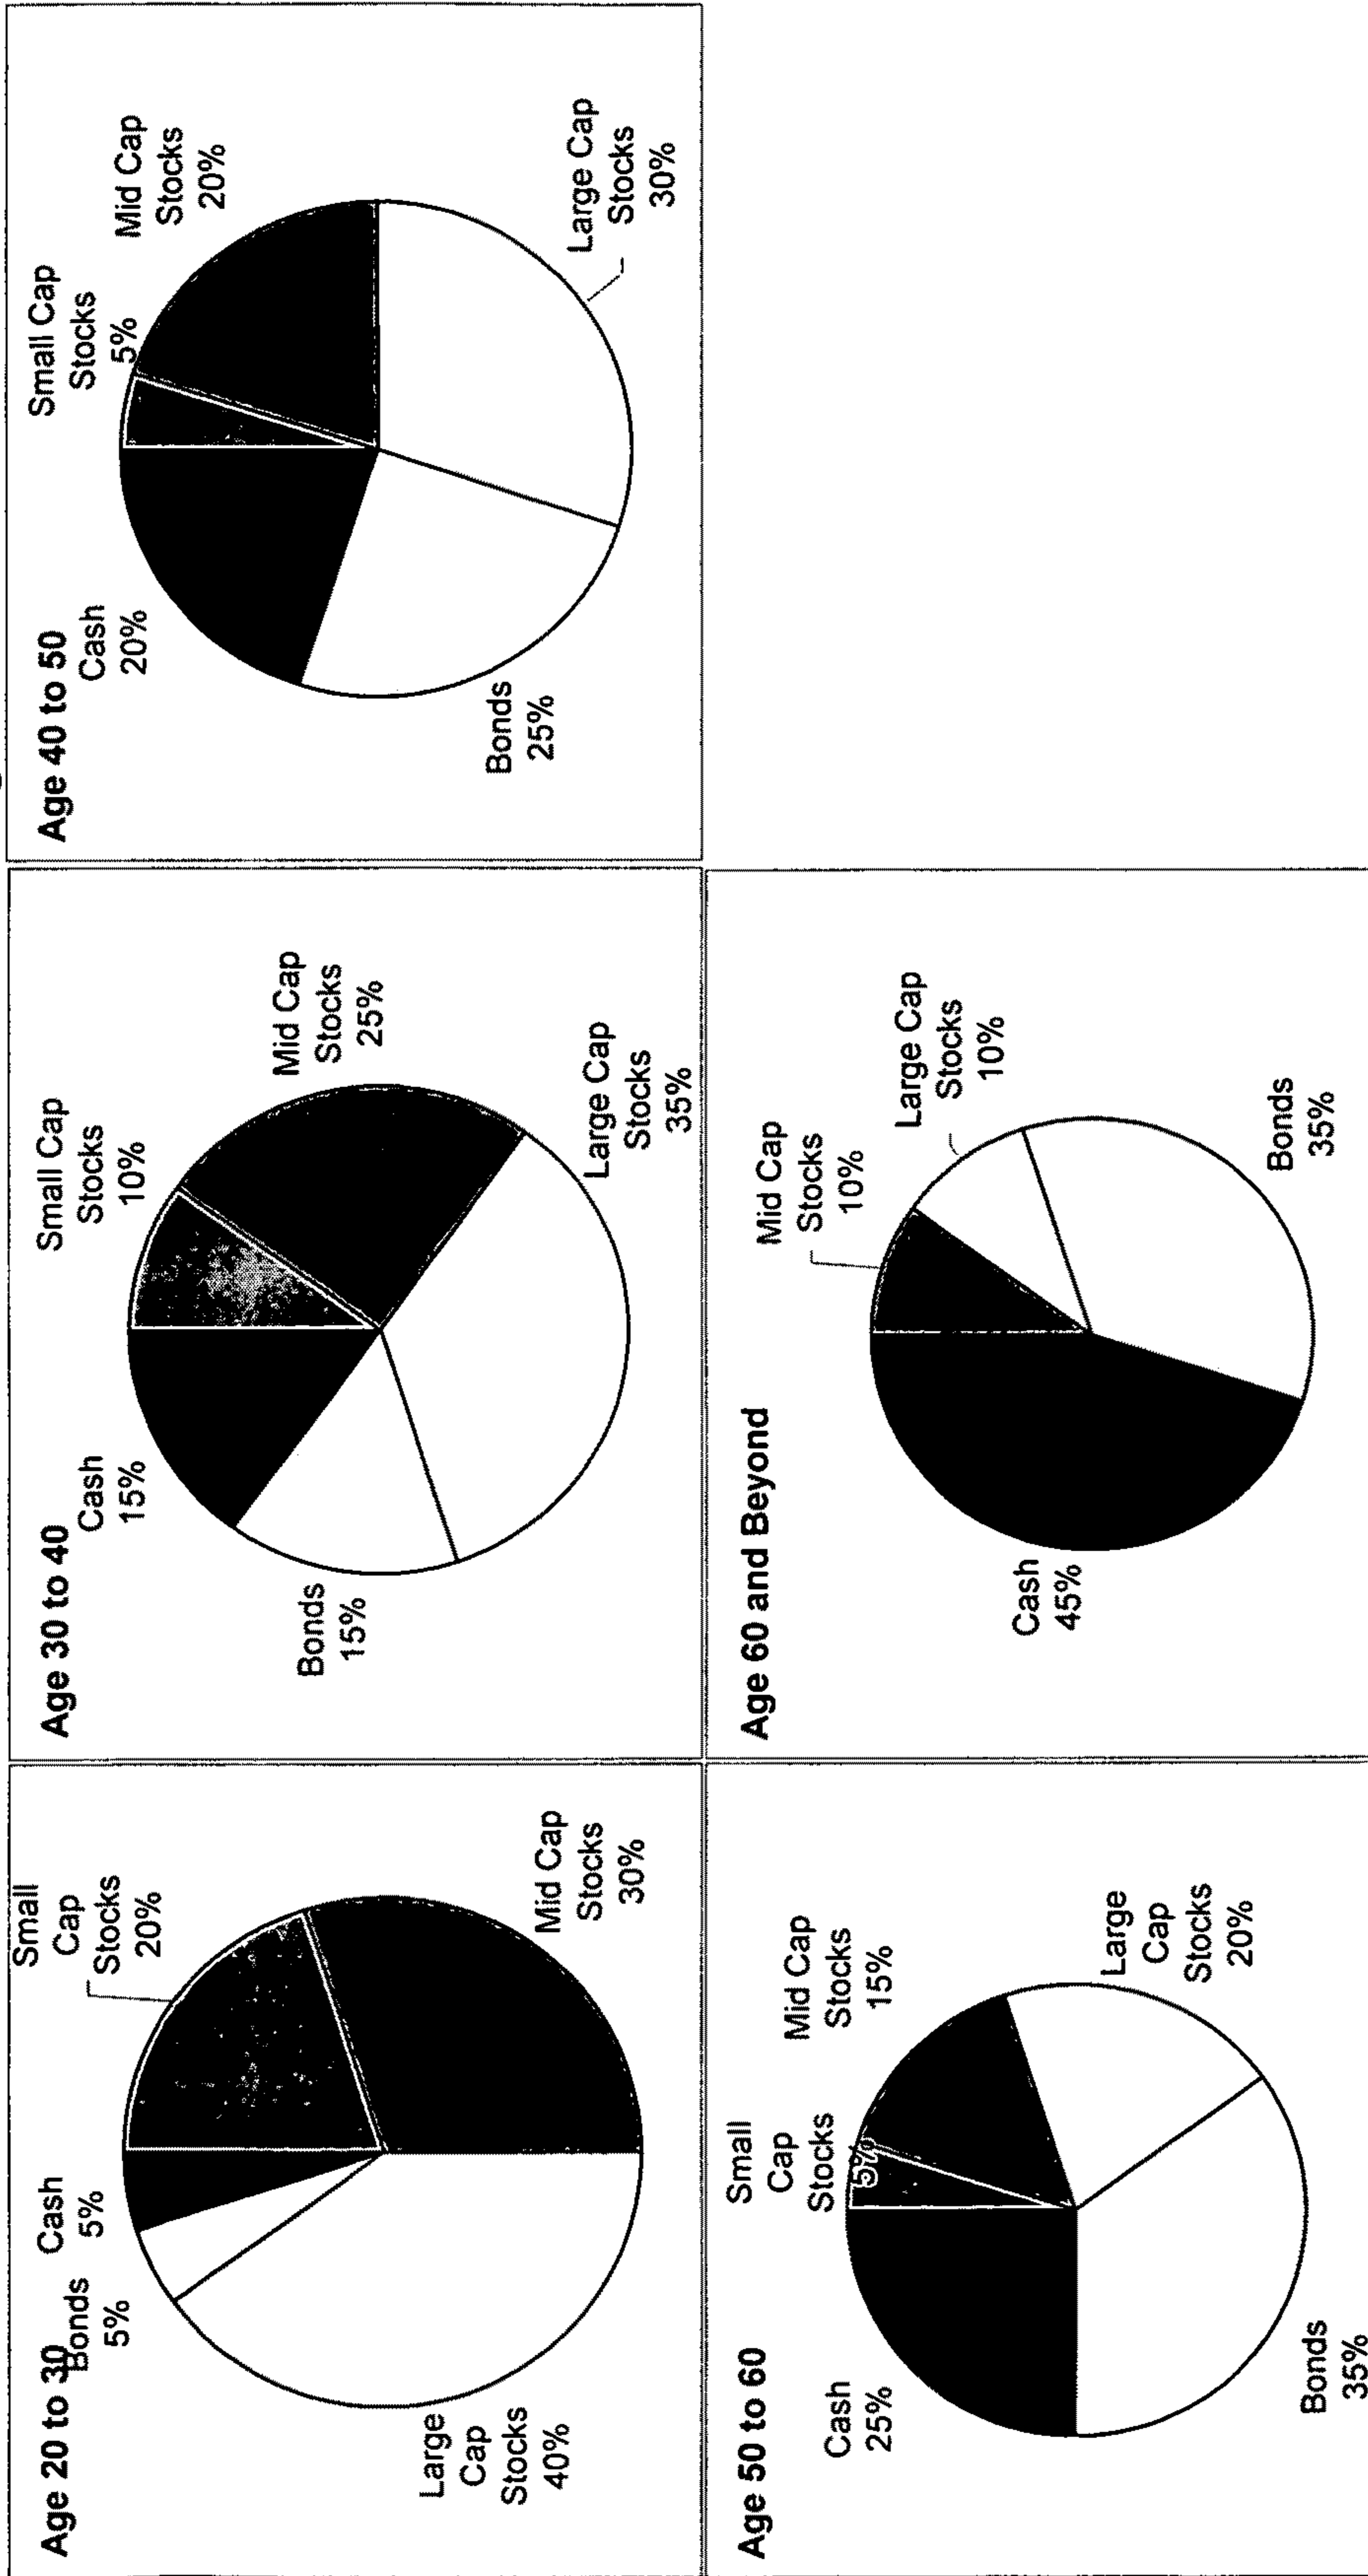 Age 20 to 30
Small
Cap
Stocks
20%
Cash
5%
Bonds
5%
Mid Cap
Stocks
30%
Large
Cap
Stocks
40%
Age 30 to 40
Small Cap
Stocks
10%
Cash
15%
Mid Cap
Stocks
25%
Bonds
15%
Large Cap
Stocks
35%
Age 40 to 50
Small Cap
Stocks
5%
Mid Cap
Stocks
20%
Cash
20%
Large Cap
Stocks
30%
Bonds
25%
Age 50 to 60
Small
Cap
Stocks
5%
Mid Cap
Stocks
15%
Cash
25%
Large
Cap
Stocks
20%
Bonds
35%
Age 60 and Beyond
Mid Cap
Stocks
10%
Large Cap
Stocks
10%
Cash
45%
Bonds
35%